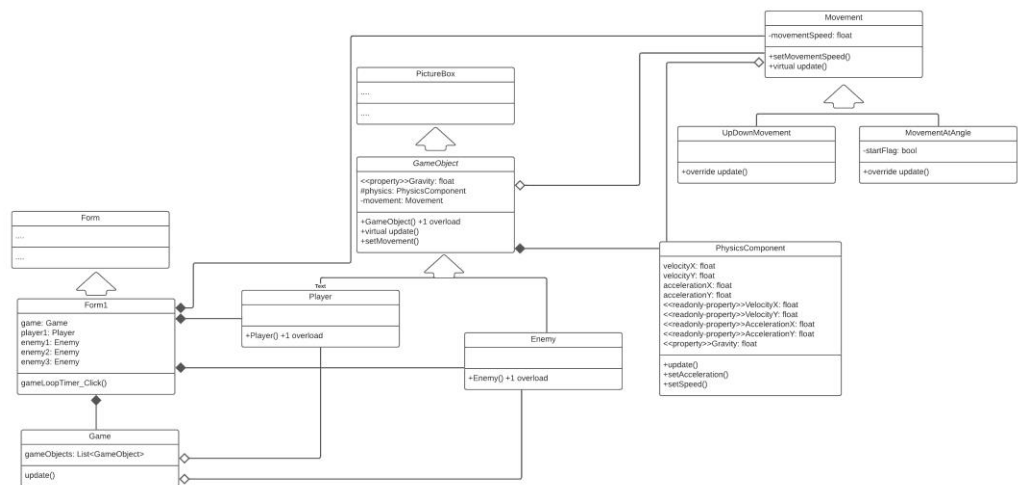 Movement
-movementSpeed: float
+setMovementSpeed()
+virtual update()
PictureBox
....
....
UpDownMovement
+override update()
MovementAtAngle
-startFlag: bool
+override update()
GameObject
<<property>>Gravity: float
#physics: PhysicsComponent
-movement: Movement
+GameObject() +1 overload
+virtual update()
+setMovement()
Form
....
....
PhysicsComponent
velocityX: float
velocityY: float
accelerationX: float
accelerationY: float
<<readonly-property>>VelocityX: float
<<readonly-property>>VelocityY: float
<<readonly-property>>AccelerationX: float
<<readonly-property>>AccelerationY: float
<<property>>Gravity: float
+update()
+setAcceleration()
+setSpeed()
Text
Player
+Player() +1 overload
Form1
game: Game
player1: Player
enemy1: Enemy
enemy2: Enemy
enemy3: Enemy
gameLoopTimer_Click()
Enemy
+Enemy() +1 overload
Game
gameObjects: List<GameObject>
update()